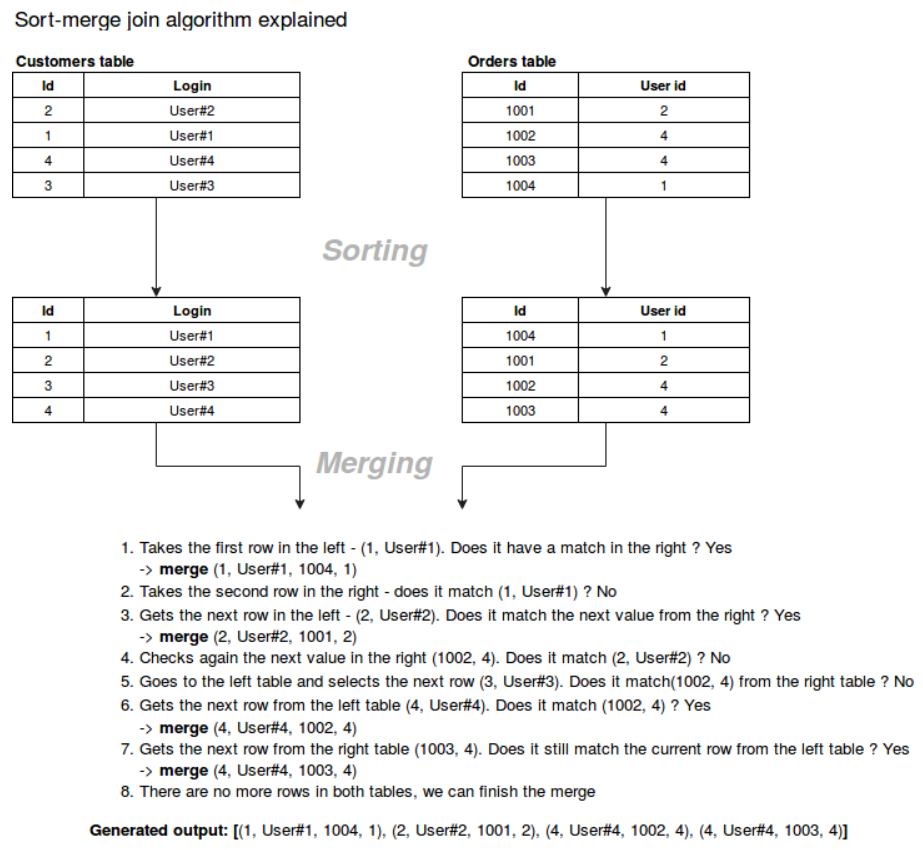 Sort-merge join algorithm explained
Customers table
Id Login
2 User#2
1 User#1
4 User#4
3 User#3
Orders table
Id User id
1001 2
1002 4
1003 4
1004 1
Sorting
Id Login
1 User#1
2 User#2
3 User#3
4 User#4
Id User id
1004 1
1001 2
1002 4
1003 4
Merging
1. Takes the first row in the left - (1, User#1). Does it have a match in the right ? Yes
-> merge (1, User#1, 1004, 1)
2. Takes the second row in the right - does it match (1, User#1) ? No
3. Gets the next row in the left - (2, User#2). Does it match the next value from the right ? Yes
-> merge (2, User#2, 1001, 2)
4. Checks again the next value in the right (1002, 4). Does it match (2, User#2) ? No
5. Goes to the left table and selects the next row (3, User#3). Does it match(1002, 4) from the right table ? No
6. Gets the next row from the left table (4, User#4). Does it match (1002, 4) ? Yes
-> merge (4, User#4, 1002, 4)
7. Gets the next row from the right table (1003, 4). Does it still match the current row from the left table ? Yes
-> merge (4, User#4, 1003, 4)
8. There are no more rows in both tables, we can finish the merge
Generated output: [(1, User#1, 1004, 1), (2, User#2, 1001, 2), (4, User#4, 1002, 4), (4, User#4, 1003, 4)]